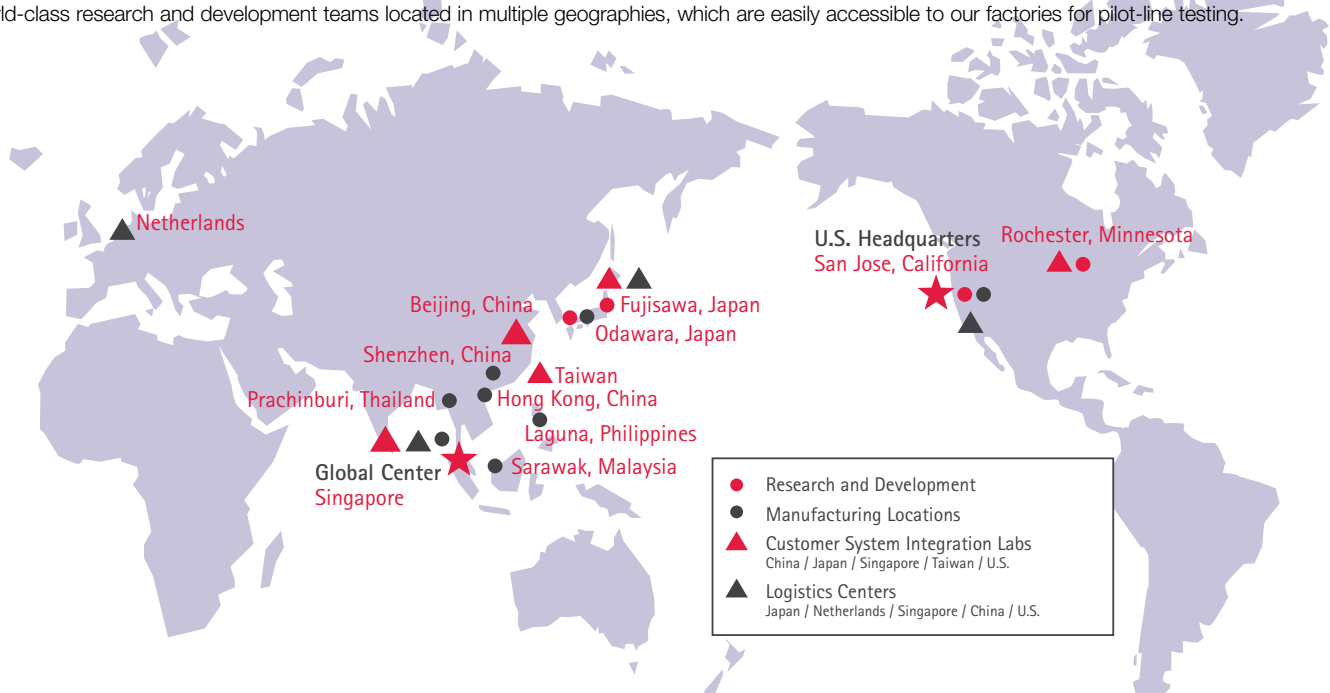 rld-class research and development teams located in multiple geographies, which are easily accessible to our factories for pilot-line testing.
Netherlands
U.S. Headquarters
San Jose, California
Rochester, Minnesota
Beijing, China
Fujisawa, Japan
Odawara, Japan
Shenzhen, China
Taiwan
Prachinburi, Thailand
Hong Kong, China
Laguna, Philippines
Global Center
Singapore
Sarawak, Malaysia
Research and Development
Manufacturing Locations
Customer System Integration Labs
China / Japan / Singapore / Taiwan / U.S.
Logistics Centers
Japan / Netherlands / Singapore / China / U.S.